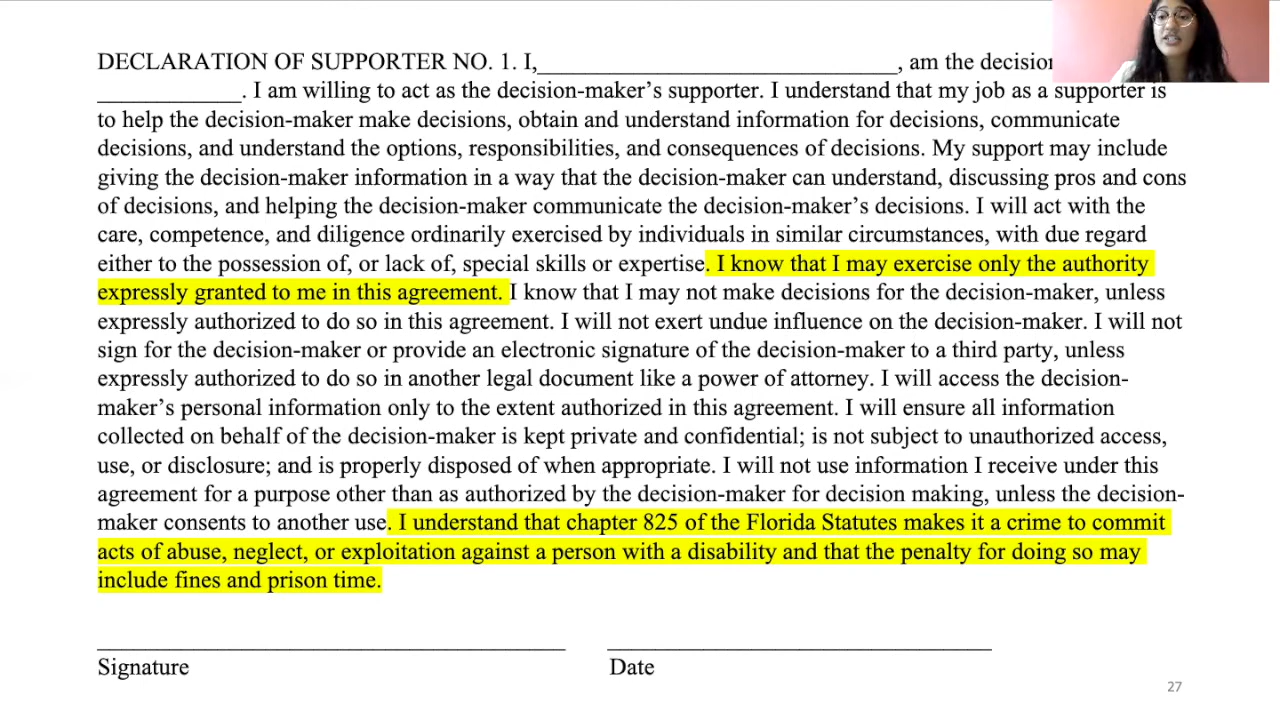 DECLARATION OF SUPPORTER NO. 1. I,______________________________, am the
____________. I am willing to act as the decision-maker’s supporter. I understand that my job as a supporter is
to help the decision-maker make decisions, obtain and understand information for decisions, communicate
decisions, and understand the options, responsibilities, and consequences of decisions. My support may include
giving the decision-maker information in a way that the decision-maker can understand, discussing pros and cons
of decisions, and helping the decision-maker communicate the decision-maker’s decisions. I will act with the
care, competence, and diligence ordinarily exercised by individuals in similar circumstances, with due regard
either to the possession of, or lack of, special skills or expertise. I know that I may exercise only the authority
expressly granted to me in this agreement. I know that I may not make decisions for the decision-maker, unless
expressly authorized to do so in this agreement. I will not exert undue influence on the decision-maker. I will not
sign for the decision-maker or provide an electronic signature of the decision-maker to a third party, unless
expressly authorized to do so in another legal document like a power of attorney. I will access the decision-
maker’s personal information only to the extent authorized in this agreement. I will ensure all information
collected on behalf of the decision-maker is kept private and confidential; is not subject to unauthorized access,
use, or disclosure; and is properly disposed of when appropriate. I will not use information I receive under this
agreement for a purpose other than as authorized by the decision-maker for decision making, unless the decision-
maker consents to another use. I understand that chapter 825 of the Florida Statutes makes it a crime to commit
acts of abuse, neglect, or exploitation against a person with a disability and that the penalty for doing so may
include fines and prison time.
Signature
Date
27